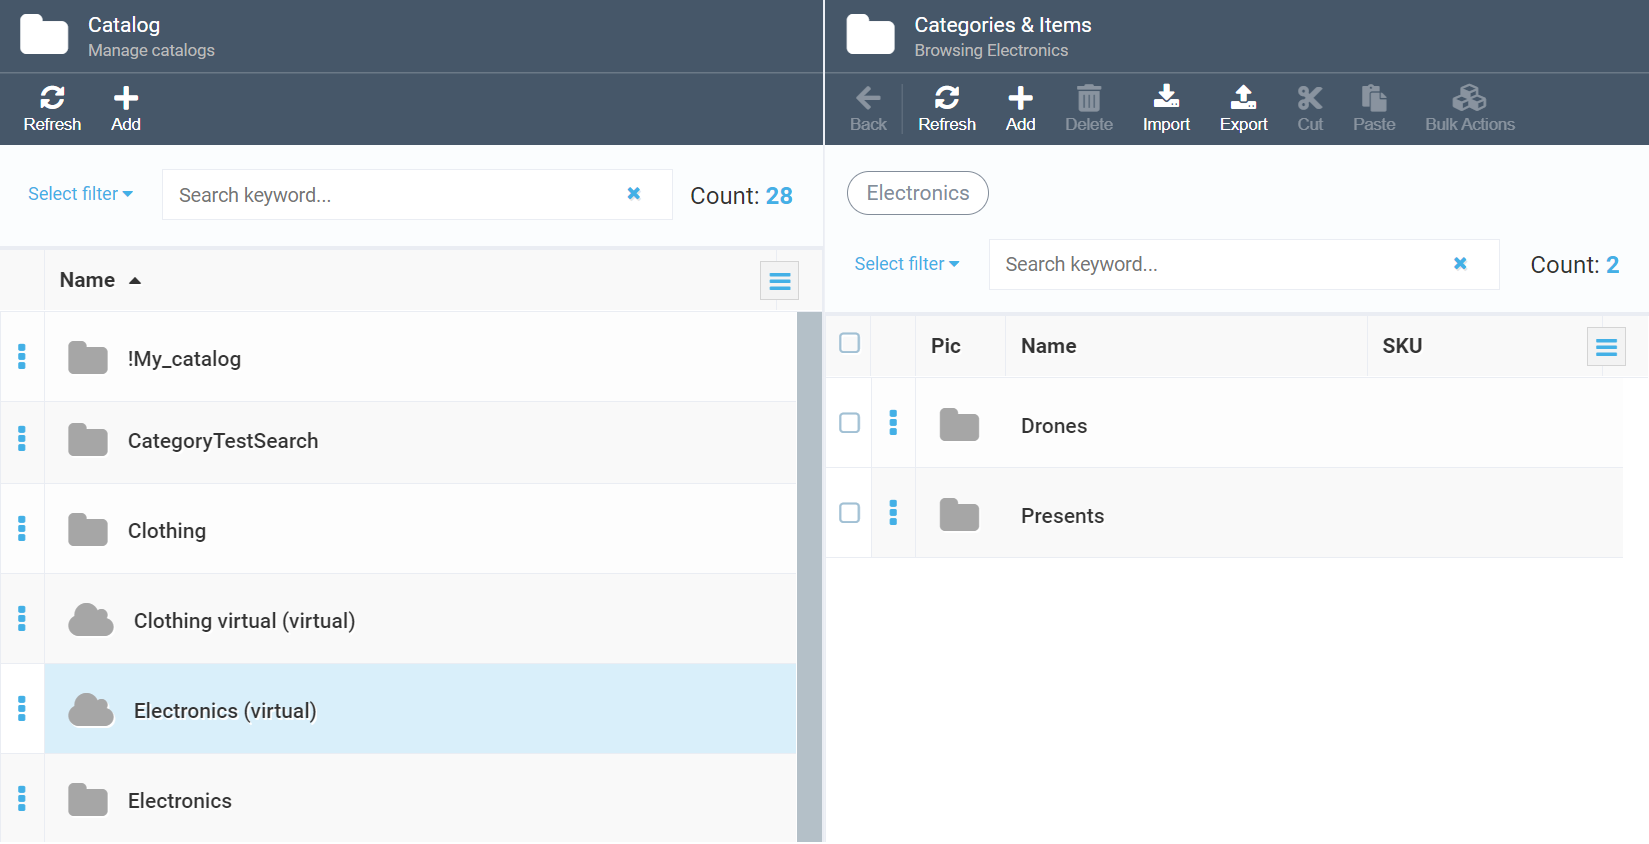 Catalog
Manage catalogs
Refresh
Add
Select filter
Search keyword...
Count: 28
Name
!My_catalog
CategoryTestSearch
Clothing
Clothing virtual (virtual)
Electronics (virtual)
Electronics
Categories & Items
Browsing Electronics
Back
Refresh
Add
Delete
Import
Export
Cut
Paste
Bulk Actions
Electronics
Select filter
Search keyword...
Count: 2
Pic
Name
SKU
Drones
Presents